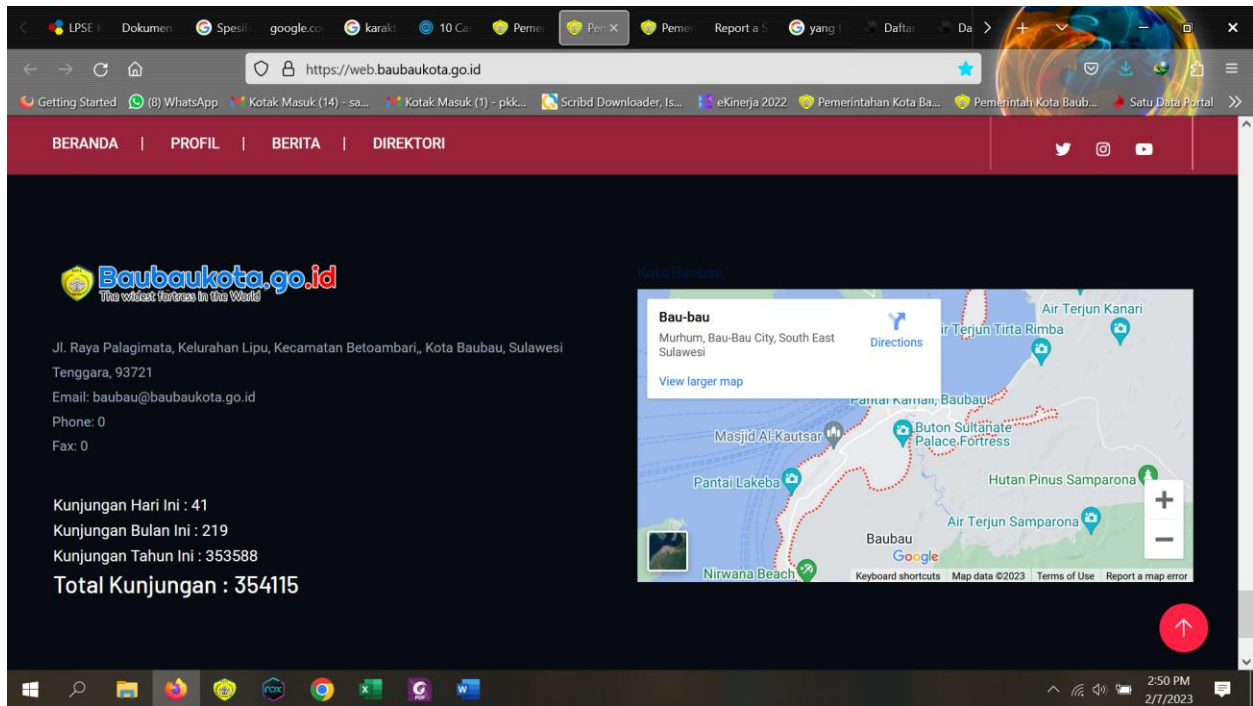 LPSE
Dokumen
Spesif
google.co
karakt
10 Ca
Pemer
Pem
Pemer
Report a S
yang
Daftar
Da
https://web.baubaukota.go.id
Getting Started
(8) WhatsApp
Kotak Masuk (14) - sa...
Kotak Masuk (1) - pkk...
Scribd Downloader, Is...
eKinerja 2022
Pemerintahan Kota Ba...
Pemerintah Kota Baub...
Satu Data Portal
BERANDA | PROFIL | BERITA | DIREKTORI
Baubaukota.go.id
The widest fortress in the World
Jl. Raya Palagimata, Kelurahan Lipu, Kecamatan Betoambari,, Kota Baubau, Sulawesi
Tenggara, 93721
Email: baubau@baubaukota.go.id
Phone: 0
Fax: 0
Kunjungan Hari Ini : 41
Kunjungan Bulan Ini : 219
Kunjungan Tahun Ini : 353588
Total Kunjungan : 354115
Kota Baubau
Bau-bau
Murhum, Bau-Bau City, South East
Sulawesi
Directions
View larger map
Air Terjun Kanari
ir Terjun Tirta Rimba
Pantai Kamali, Baubau
Masjid Al-Kautsar
Buton Sultanate
Palace Fortress
Pantai Lakeba
Hutan Pinus Samparona
Air Terjun Samparona
Baubau
Google
Nirwana Beach
Keyboard shortcuts
Map data ©2023
Terms of Use
Report a map error
2:50 PM
2/7/2023